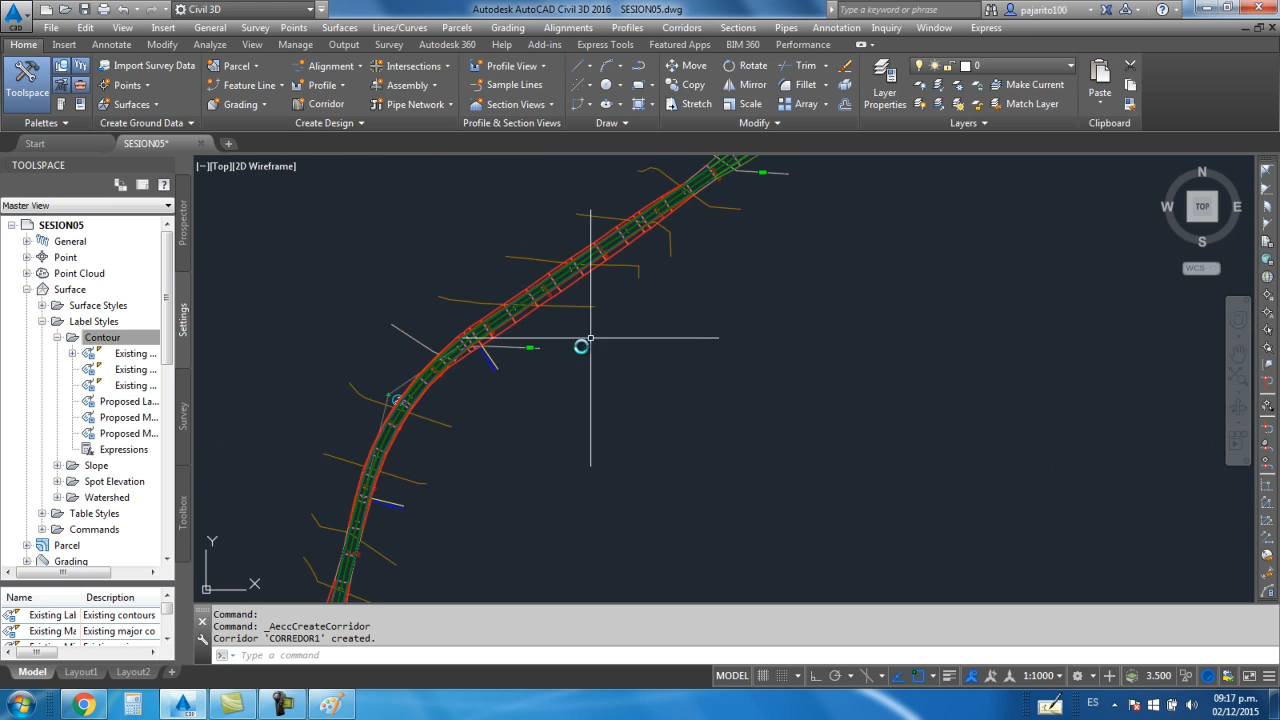 Civil 3D
Autodesk AutoCAD Civil 3D 2016   SESION05.dwg
Type a keyword or phrase
pajarito100
C3D
File Edit View Insert General Survey Points Surfaces Lines/Curves Parcels Grading Alignments Profiles Corridors Sections Pipes Annotation Inquiry Window Express
Home Insert Annotate Modify Analyze View Manage Output Survey Autodesk 360 Help Add-ins Express Tools Featured Apps BIM 360 Performance
Toolspace
Import Survey Data
Points
Surfaces
Parcel
Feature Line
Grading
Alignment
Profile
Corridor
Intersections
Assembly
Pipe Network
Profile View
Sample Lines
Section Views
Move
Copy
Stretch
Rotate
Mirror
Scale
Trim
Fillet
Array
Layer
Properties
0
Make Current
Match Layer
Paste
Palettes
Create Ground Data
Create Design
Profile & Section Views
Draw
Modify
Layers
Clipboard
Start
SESION05*
TOOLSPACE
Master View
SESION05
General
Point
Point Cloud
Surface
Surface Styles
Label Styles
Contour
Existing ...
Existing ...
Existing ...
Proposed La...
Proposed M...
Proposed M...
Expressions
Slope
Spot Elevation
Watershed
Table Styles
Commands
Parcel
Grading
Name
Description
Existing Lal
Existing contours
Existing Ma
Existing major co
Prospector
Settings
Survey
Toolbox
[−][Top][2D Wireframe]
N
W
TOP
E
S
WCS
Y
X
Command:
Command: _AeccCreateCorridor
Corridor 'CORREDOR1' created.
Type a command
Model
Layout1
Layout2
MODEL
1:1000
3.500
ES
09:17 p.m.
02/12/2015